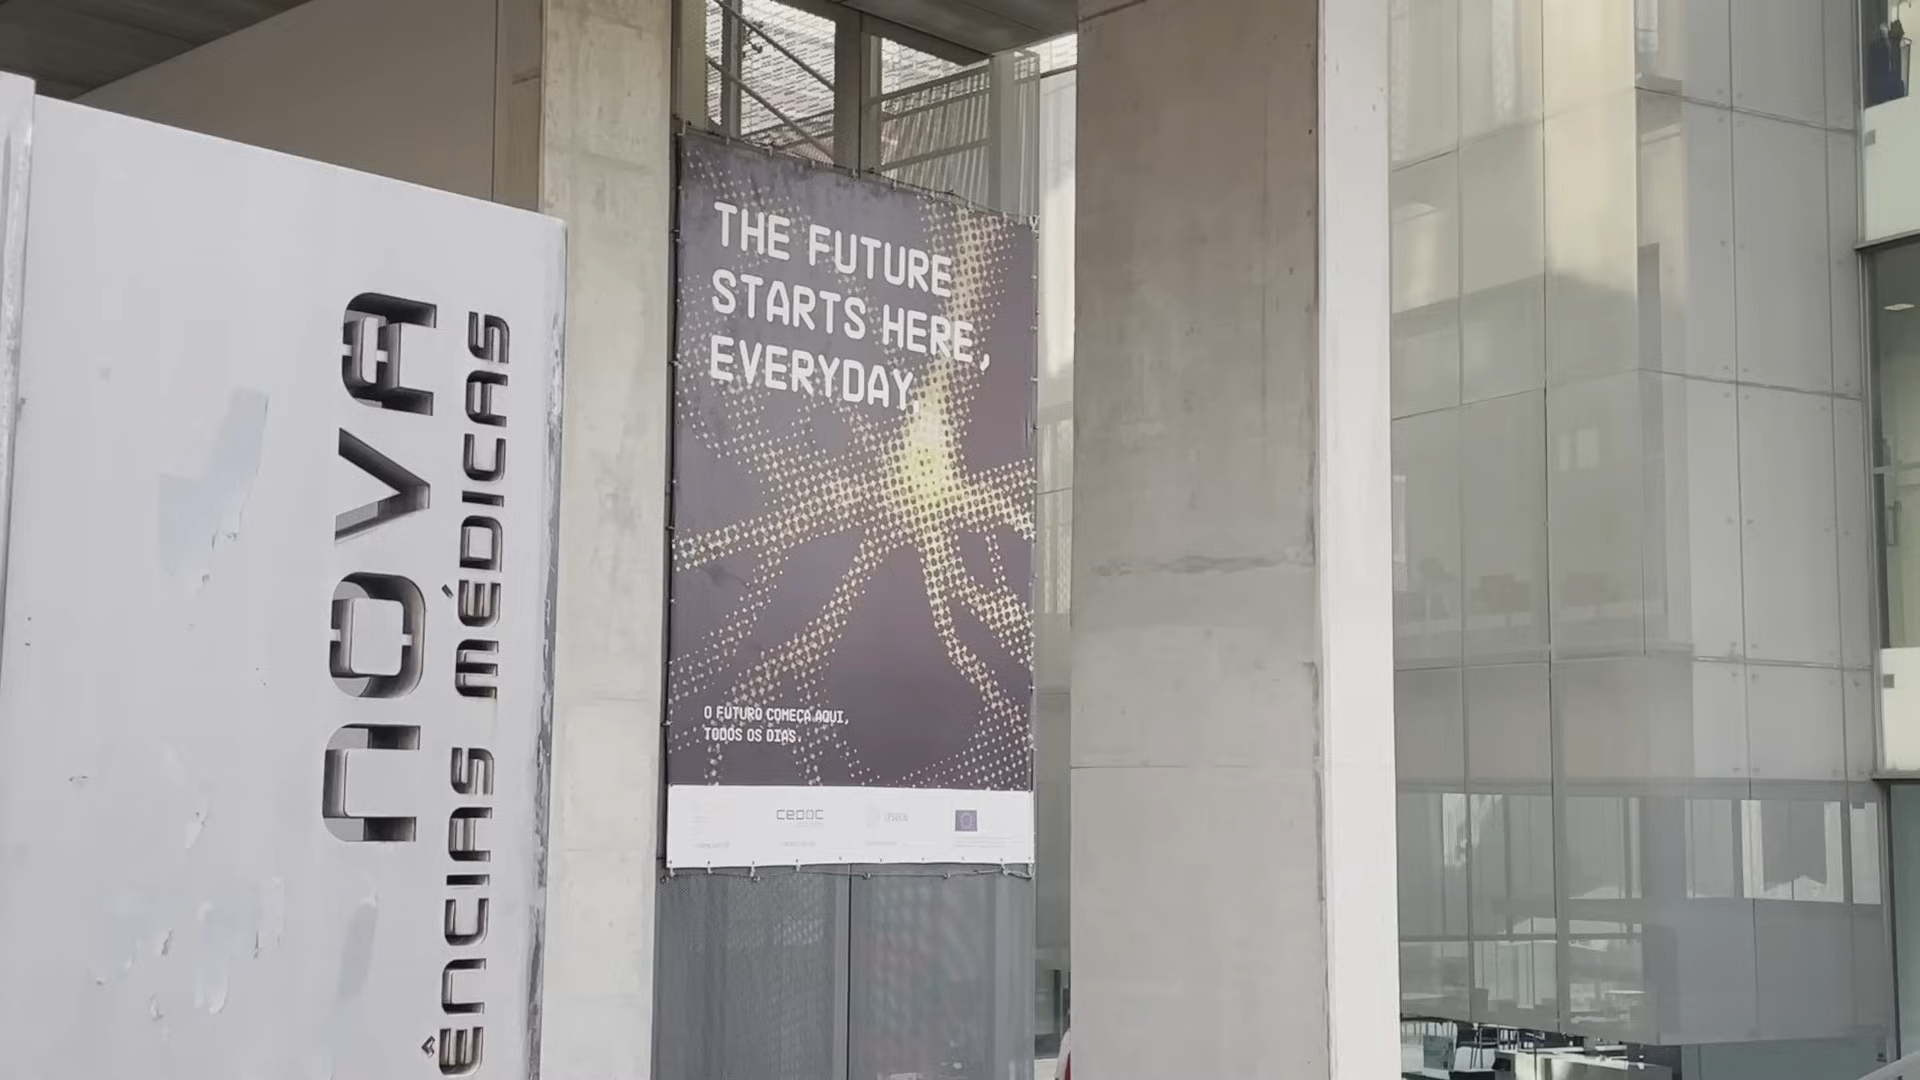 NOVA
ÊNCIAS MÉDICAS
THE FUTURE
STARTS HERE,
EVERYDAY.
O FUTURO COMEÇA AQUI,
TODOS OS DIAS.
CEDOC